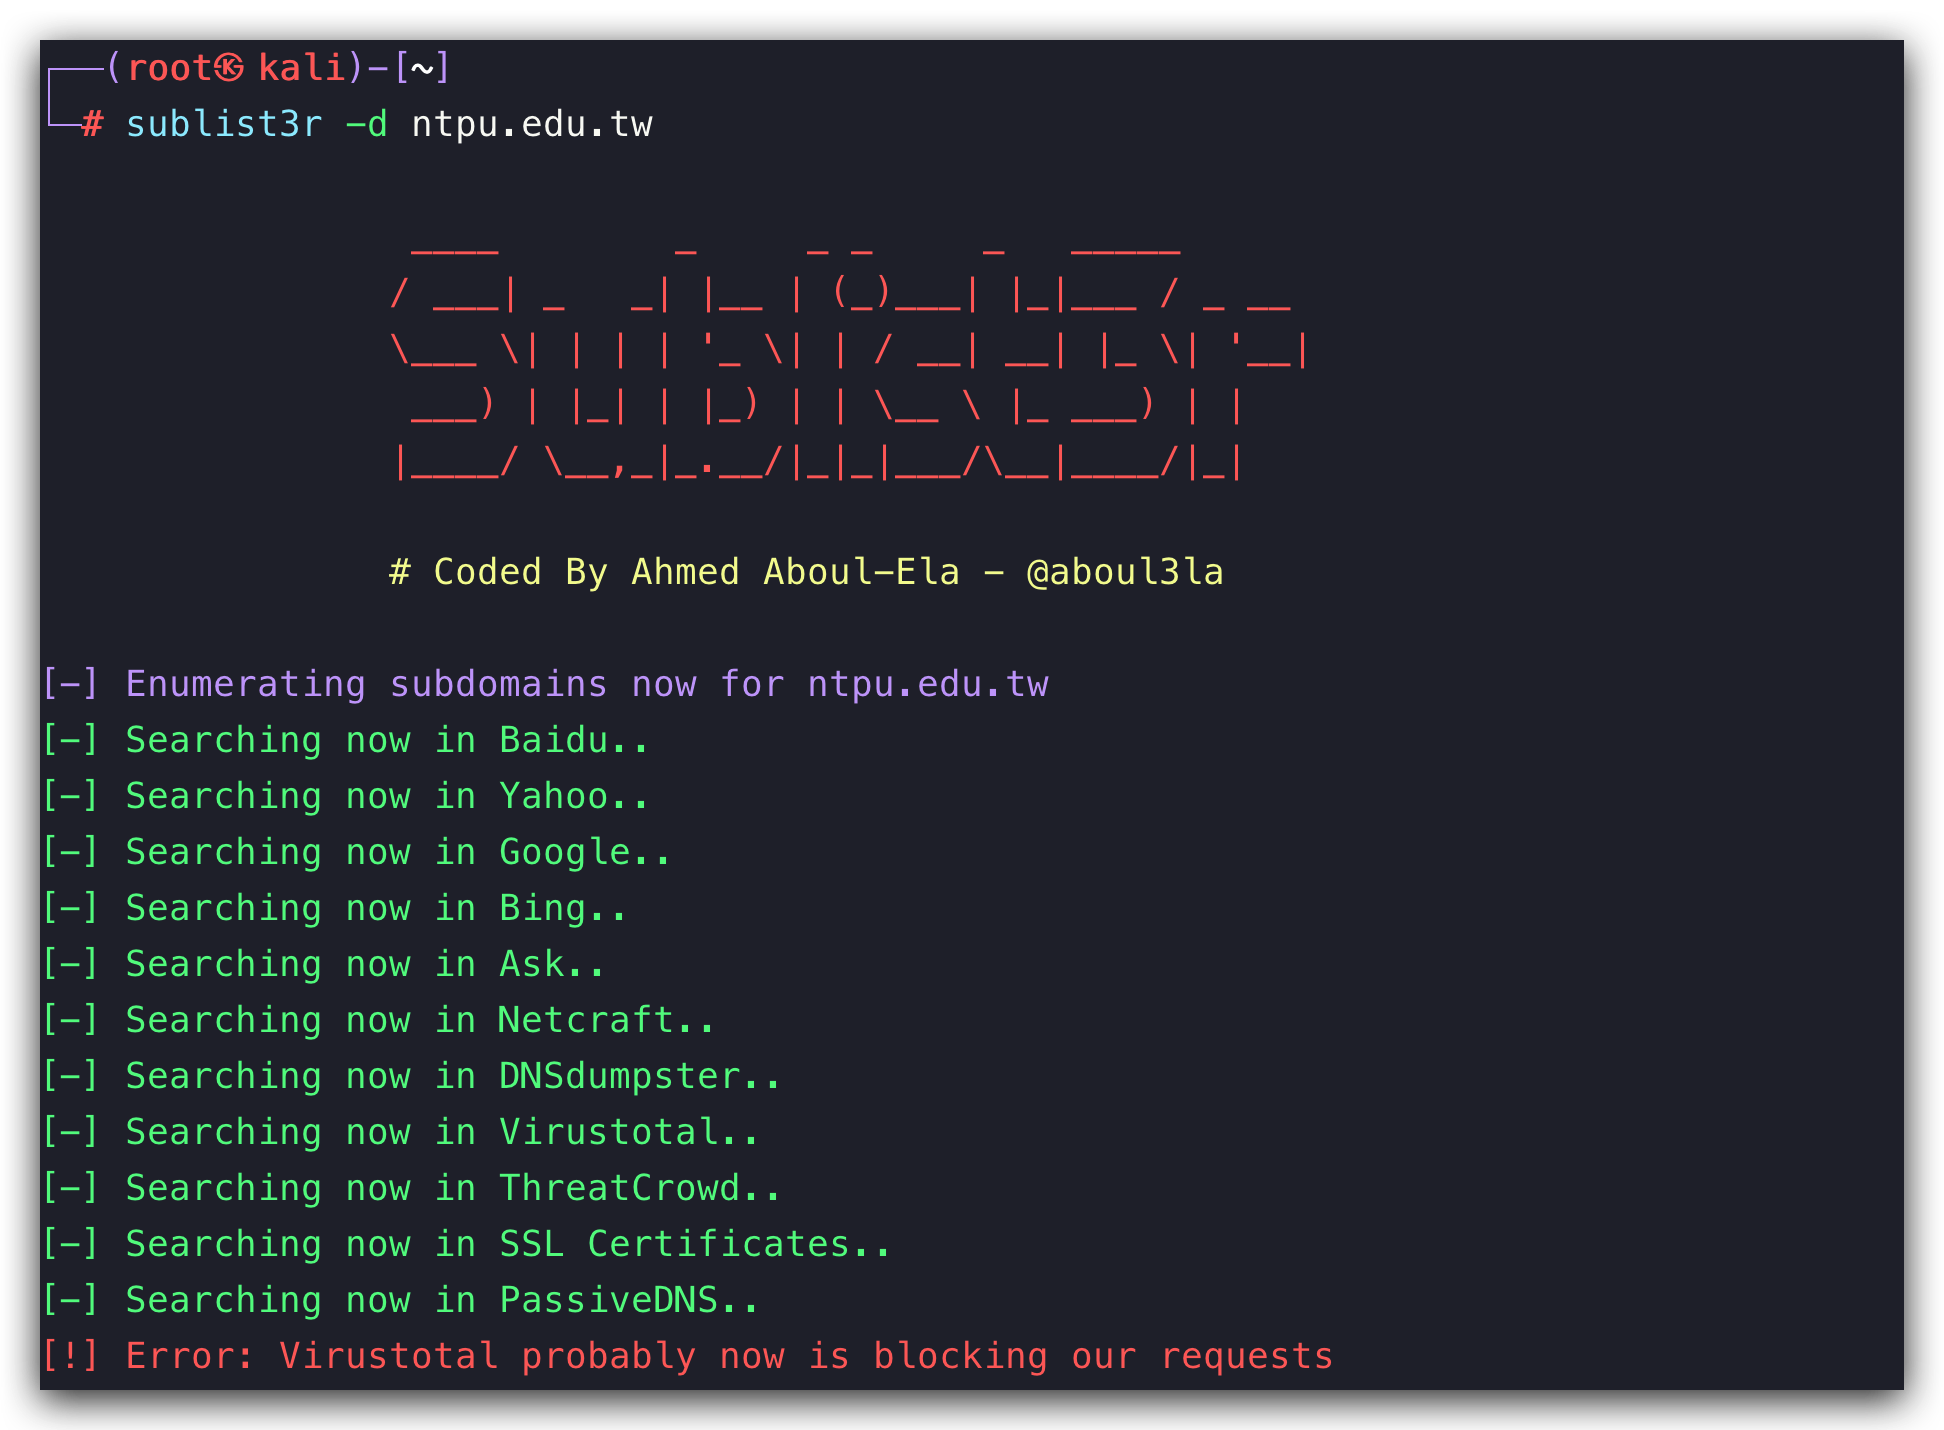 ┌──(root㉿kali)-[~]
└─# sublist3r -d ntpu.edu.tw
                 ____        _     _ _     _   _____
                / ___| _   _| |__ | (_)___| |_|___ / _ __
                \___ \| | | | '_ \| | / __| __| |_ \| '__|
                 ___) | |_| | |_) | | \__ \ |_ ___) | |
                |____/ \__,_|_.__/|_|_|___/\__|____/|_|
                # Coded By Ahmed Aboul-Ela - @aboul3la
[-] Enumerating subdomains now for ntpu.edu.tw
[-] Searching now in Baidu..
[-] Searching now in Yahoo..
[-] Searching now in Google..
[-] Searching now in Bing..
[-] Searching now in Ask..
[-] Searching now in Netcraft..
[-] Searching now in DNSdumpster..
[-] Searching now in Virustotal..
[-] Searching now in ThreatCrowd..
[-] Searching now in SSL Certificates..
[-] Searching now in PassiveDNS..
[!] Error: Virustotal probably now is blocking our requests